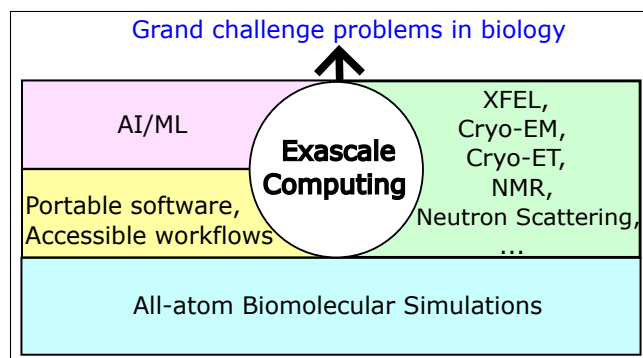 Grand challenge problems in biology
AI/ML
Portable software,
Accessible workflows
Exascale
Computing
XFEL,
Cryo-EM,
Cryo-ET,
NMR,
Neutron Scattering,
...
All-atom Biomolecular Simulations